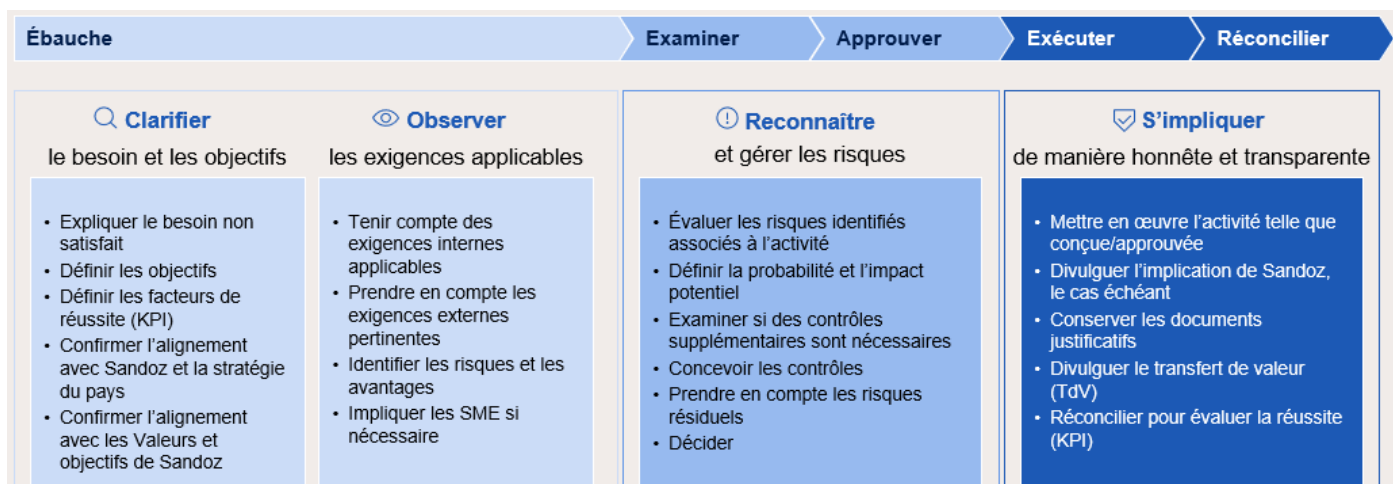 Ébauche
Examiner
Approuver
Exécuter
Réconcilier
Clarifier
le besoin et les objectifs
• Expliquer le besoin non
satisfait
• Définir les objectifs
• Définir les facteurs de
réussite (KPI)
• Confirmer l'alignement
avec Sandoz et la stratégie
du pays
• Confirmer l'alignement
avec les Valeurs et
objectifs de Sandoz
Observer
les exigences applicables
• Tenir compte des
exigences internes
applicables
• Prendre en compte les
exigences externes
pertinentes
• Identifier les risques et les
avantages
• Impliquer les SME si
nécessaire
Reconnaître
et gérer les risques
• Évaluer les risques identifiés
associés à l'activité
• Définir la probabilité et l'impact
potentiel
• Examiner si des contrôles
supplémentaires sont nécessaires
• Concevoir les contrôles
• Prendre en compte les risques
résiduels
• Décider
S'impliquer
de manière honnête et transparente
• Mettre en œuvre l'activité telle que
conçue/approuvée
• Divulguer l'implication de Sandoz,
le cas échéant
• Conserver les documents
justificatifs
• Divulguer le transfert de valeur
(TdV)
• Réconcilier pour évaluer la réussite
(KPI)